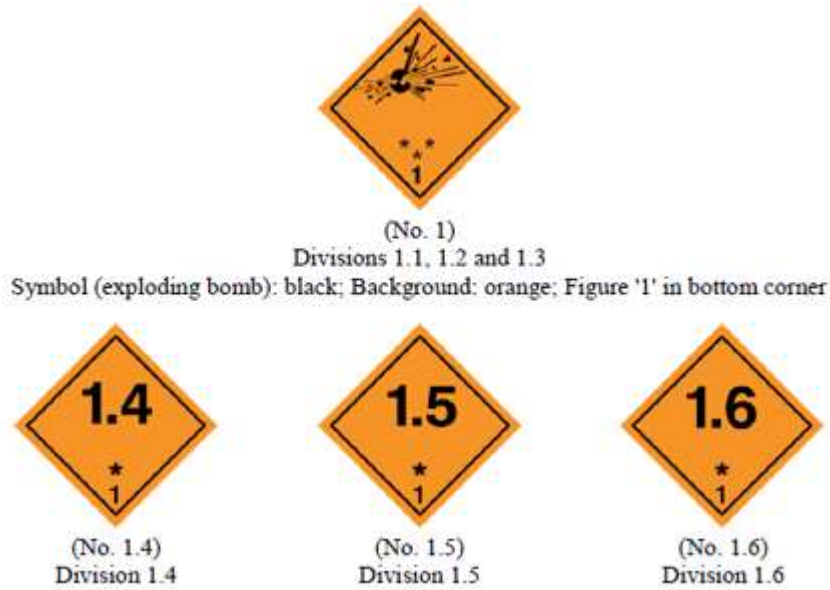 * *
*
1
(No. 1)
Divisions 1.1, 1.2 and 1.3
Symbol (exploding bomb): black; Background: orange; Figure '1' in bottom corner
1.4 1.5 1.6
* * *
1 1 1
(No. 1.4) (No. 1.5) (No. 1.6)
Division 1.4 Division 1.5 Division 1.6